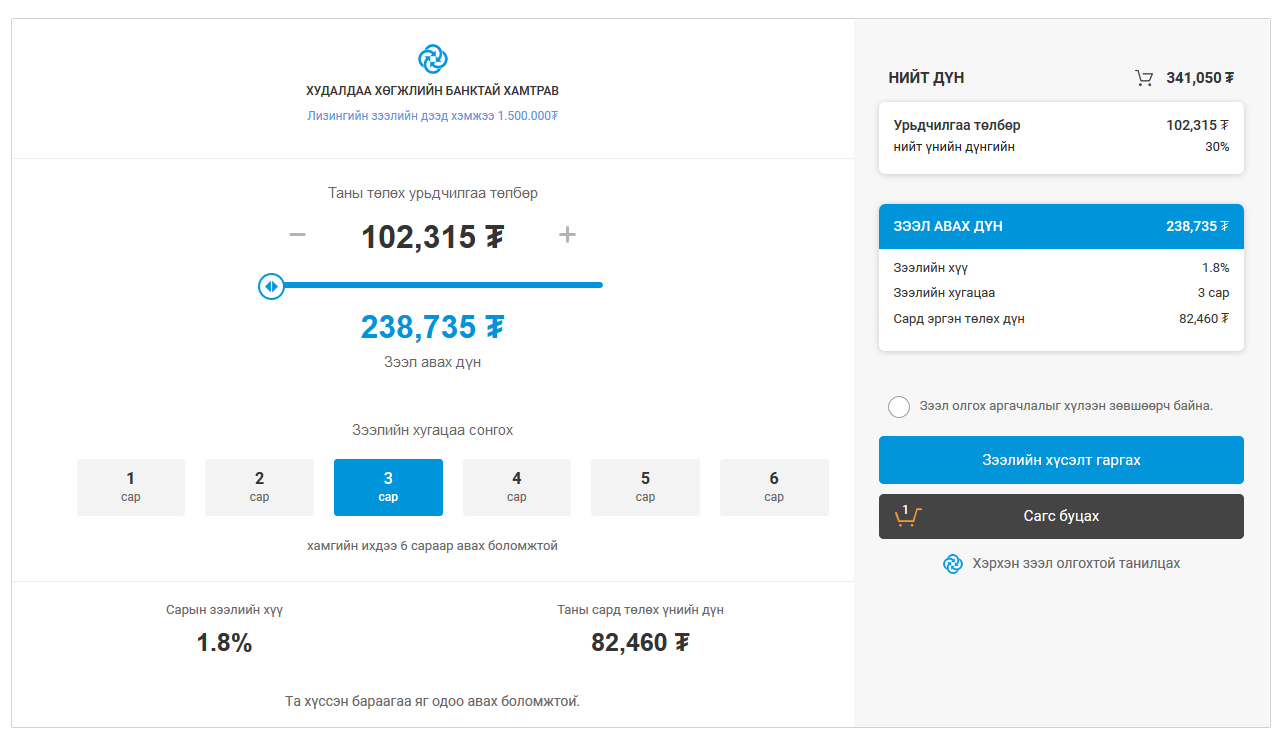 ХУДАЛДАА ХӨГЖЛИЙН БАНКТАЙ ХАМТРАВ
Лизингийн зээлийн дээд хэмжээ 1.500.000₮
Таны төлөх урьдчилгаа төлбөр
− 102,315 ₮ +
238,735 ₮
Зээл авах дүн
Зээлийн хугацаа сонгох
1 2 3 4 5 6
сар сар сар сар сар сар
хамгийн ихдээ 6 сараар авах боломжтой
Сарын зээлийн хүү
1.8%
Таны сард төлөх үнийн дүн
82,460 ₮
Та хүссэн бараагаа яг одоо авах боломжтой.
НИЙТ ДҮН 341,050 ₮
Урьдчилгаа төлбөр 102,315 ₮
нийт үнийн дүнгийн 30%
ЗЭЭЛ АВАХ ДҮН 238,735 ₮
Зээлийн хүү 1.8%
Зээлийн хугацаа 3 сар
Сард эргэн төлөх дүн 82,460 ₮
Зээл олгох аргачлалыг хүлээн зөвшөөрч байна.
Зээлийн хүсэлт гаргах
1 Сагс буцах
Хэрхэн зээл олгохтой танилцах